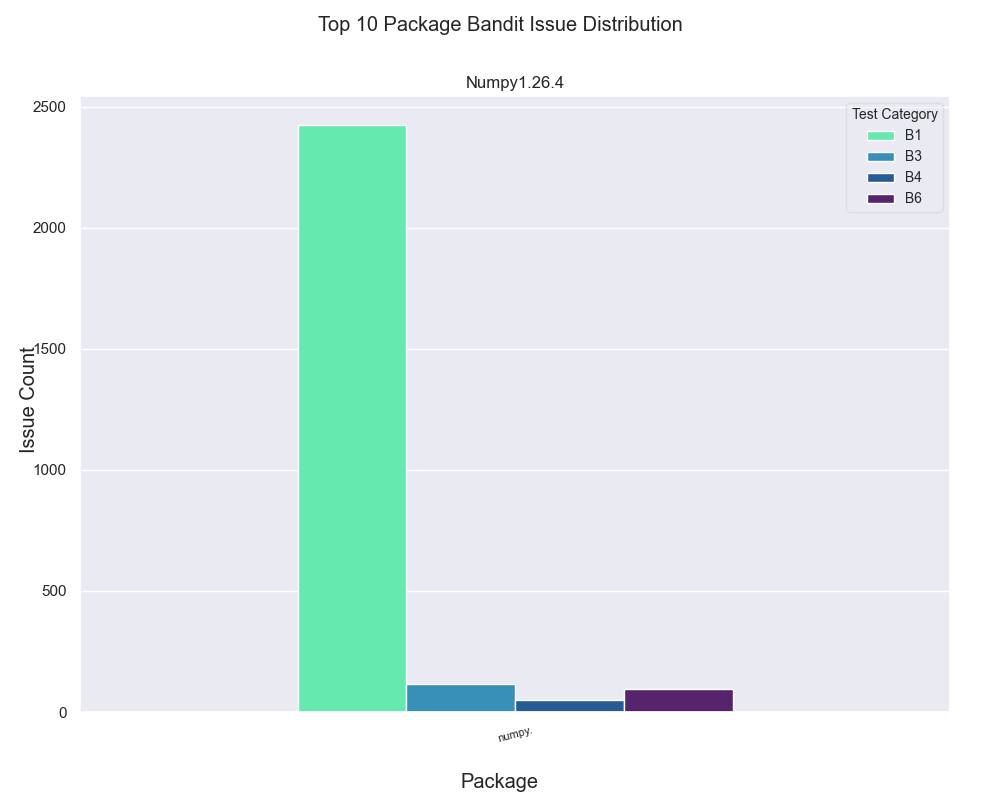 Top 10 Package Bandit Issue Distribution
Numpy1.26.4
Test Category
B1
B3
B4
B6
2500
2000
1500
1000
500
0
Issue Count
numpy.
Package